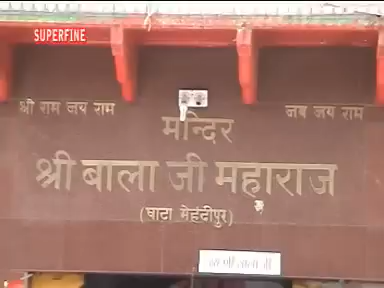 SUPERFINE
श्री राम जय राम
जय जय राम
मन्दिर
श्री बाला जी महाराज
(घाटा मेहंदीपुर)